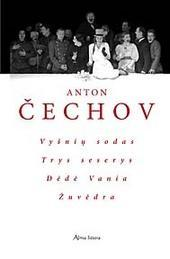 ANTON
ČECHOV
Vyšnių sodas
Trys seserys
Dėdė Vania
Žuvėdra
Alma littera